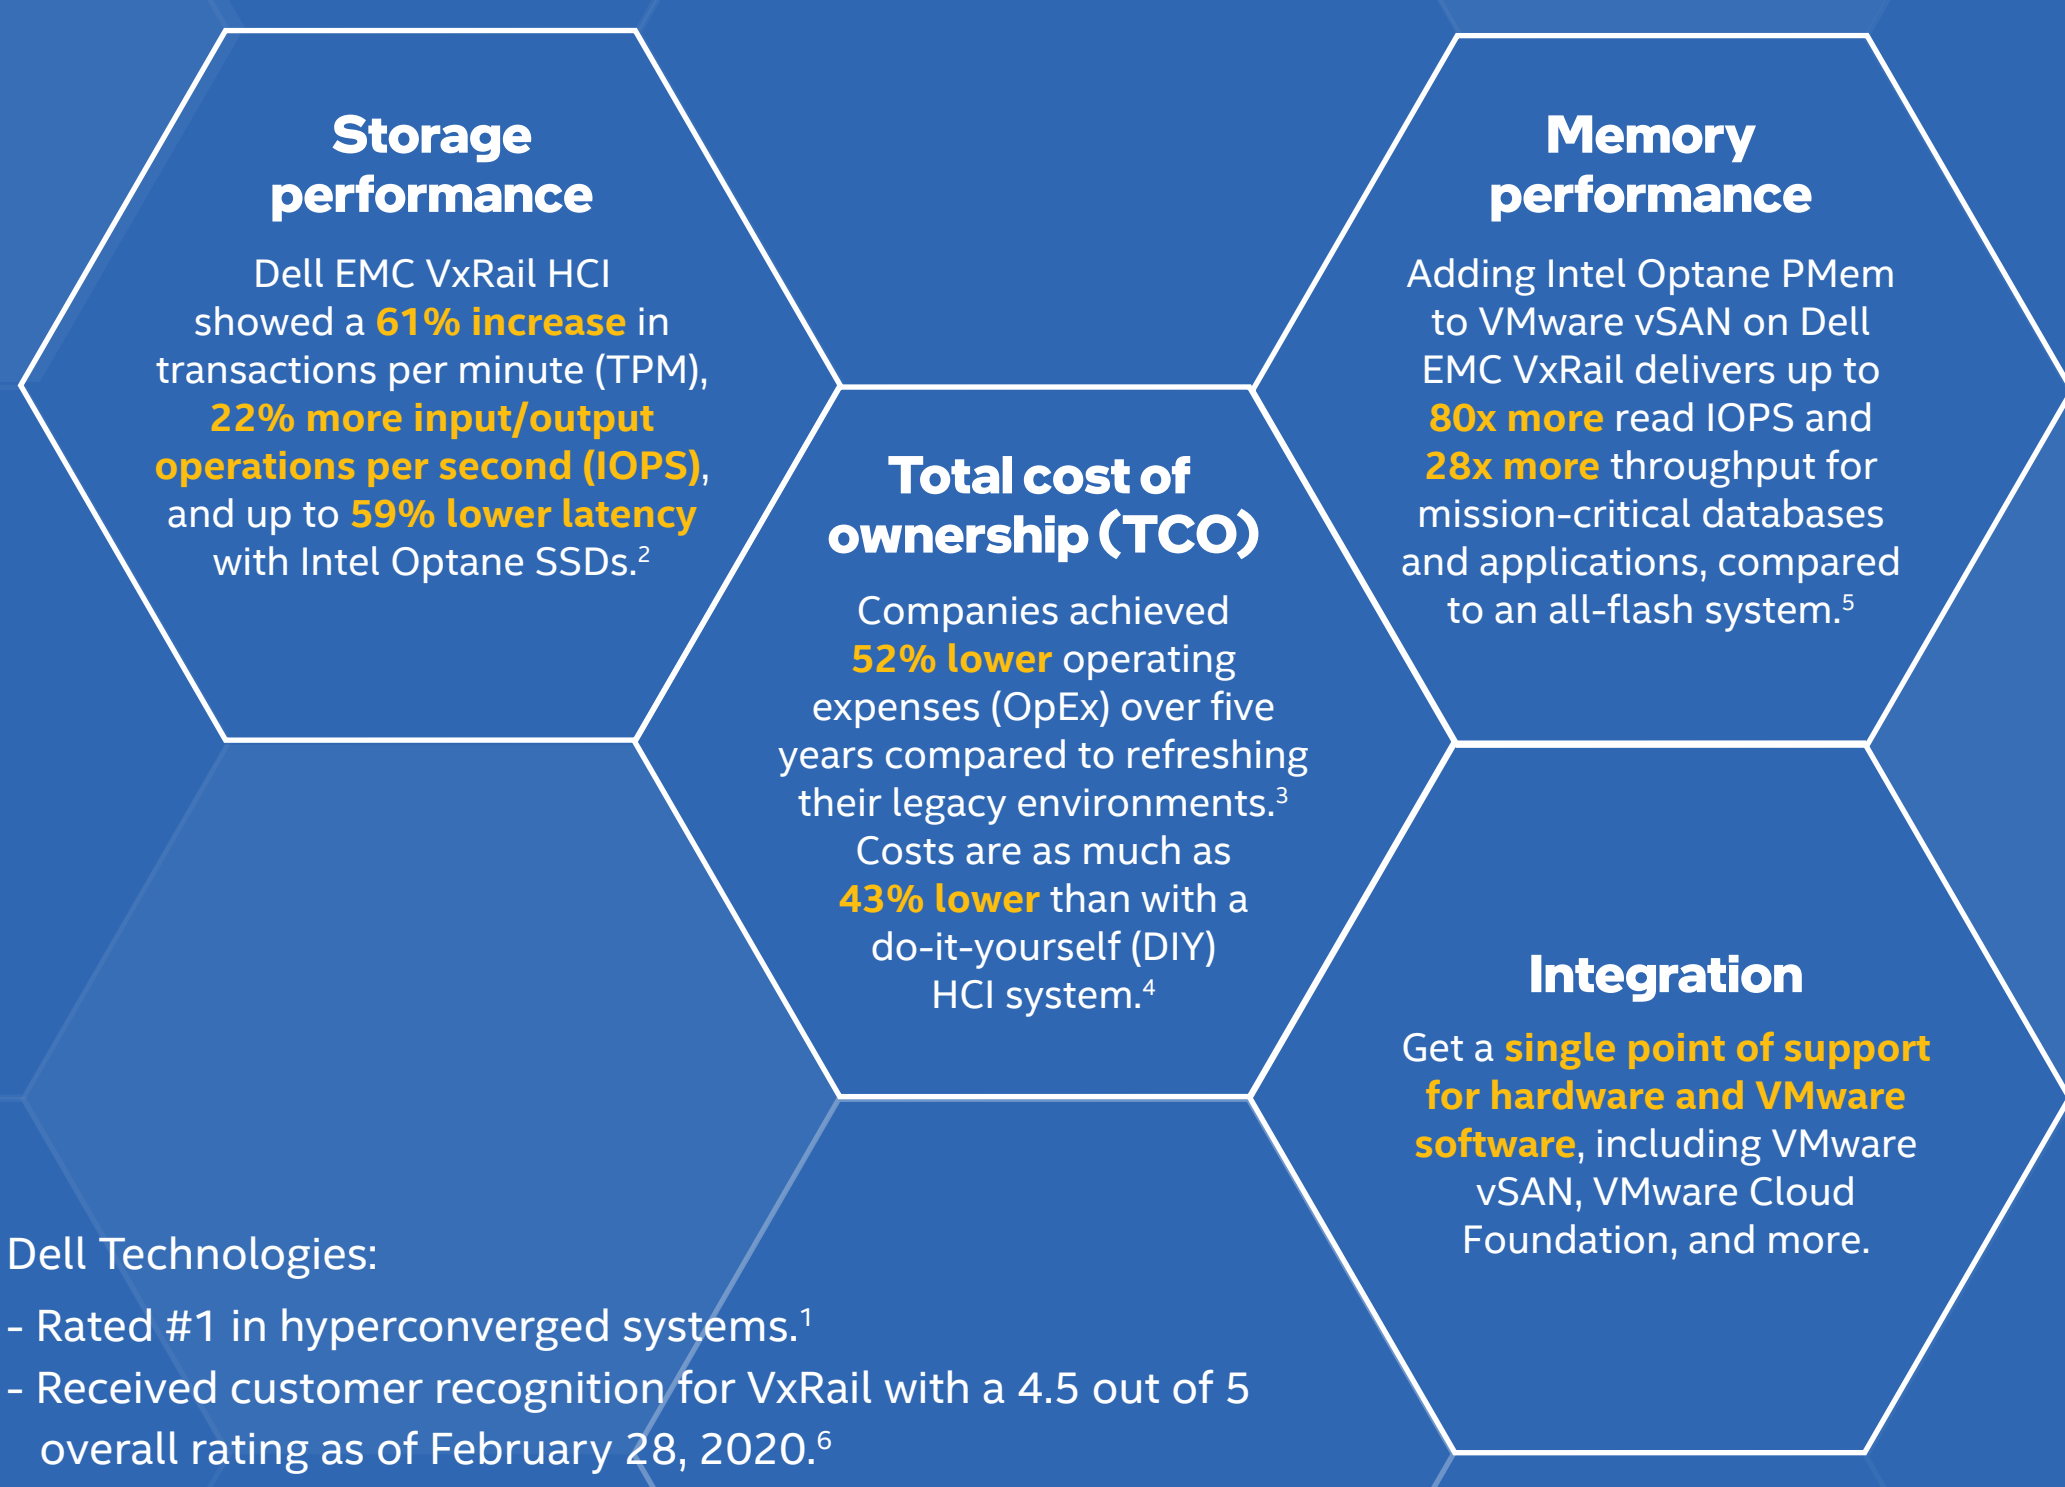 Storage
performance
Dell EMC VxRail HCI
showed a 61% increase in
transactions per minute (TPM),
22% more input/output
operations per second (IOPS),
and up to 59% lower latency
with Intel Optane SSDs.²
Total cost of
ownership (TCO)
Companies achieved
52% lower operating
expenses (OpEx) over five
years compared to refreshing
their legacy environments.³
Costs are as much as
43% lower than with a
do-it-yourself (DIY)
HCI system.⁴
Memory
performance
Adding Intel Optane PMem
to VMware vSAN on Dell
EMC VxRail delivers up to
80x more read IOPS and
28x more throughput for
mission-critical databases
and applications, compared
to an all-flash system.⁵
Integration
Get a single point of support
for hardware and VMware
software, including VMware
vSAN, VMware Cloud
Foundation, and more.
Dell Technologies:
- Rated #1 in hyperconverged systems.¹
- Received customer recognition for VxRail with a 4.5 out of 5
overall rating as of February 28, 2020.⁶